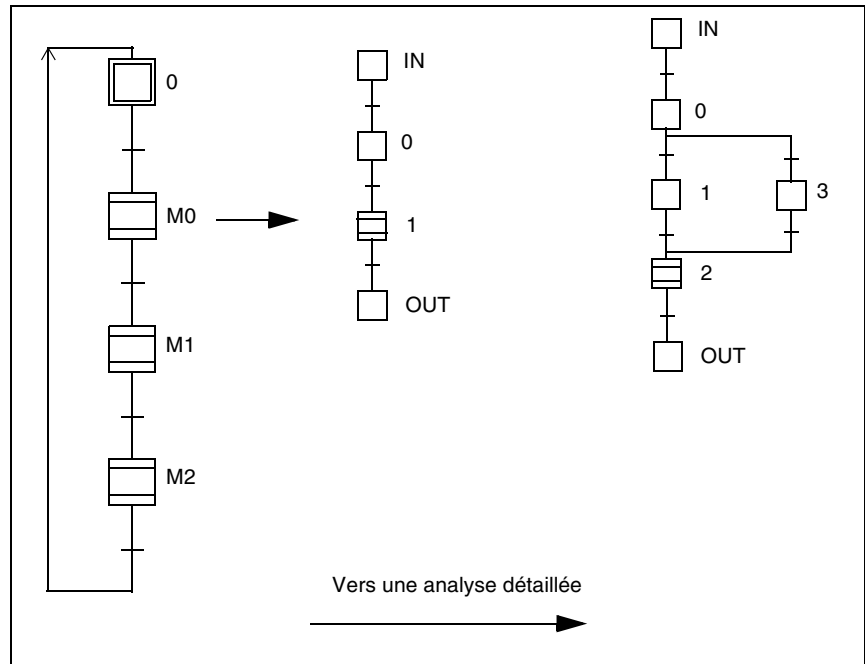 0
M0
M1
M2
IN
0
1
OUT
IN
0
1
3
2
OUT
Vers une analyse détaillée